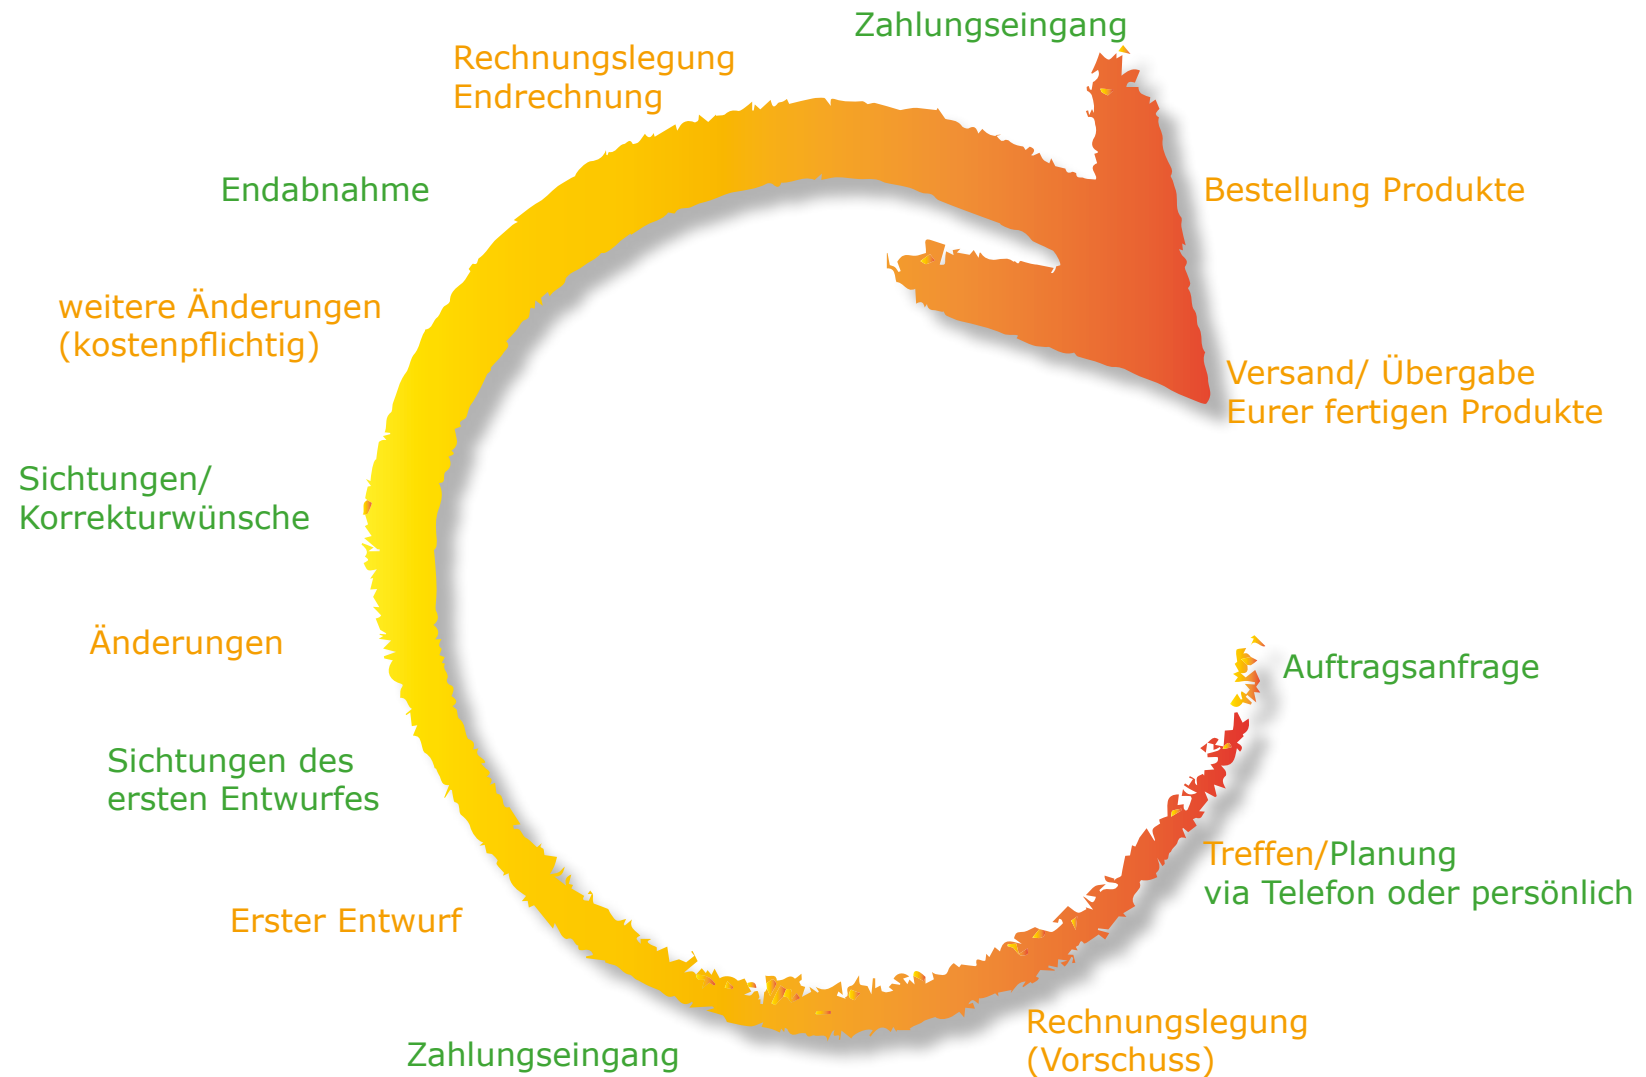 Zahlungseingang
Rechnungslegung
Endrechnung
Endabnahme
Bestellung Produkte
weitere Änderungen
(kostenpflichtig)
Versand/ Übergabe
Eurer fertigen Produkte
Sichtungen/
Korrekturwünsche
Änderungen
Auftragsanfrage
Sichtungen des
ersten Entwurfes
Treffen/Planung
via Telefon oder persönlich
Erster Entwurf
Rechnungslegung
(Vorschuss)
Zahlungseingang